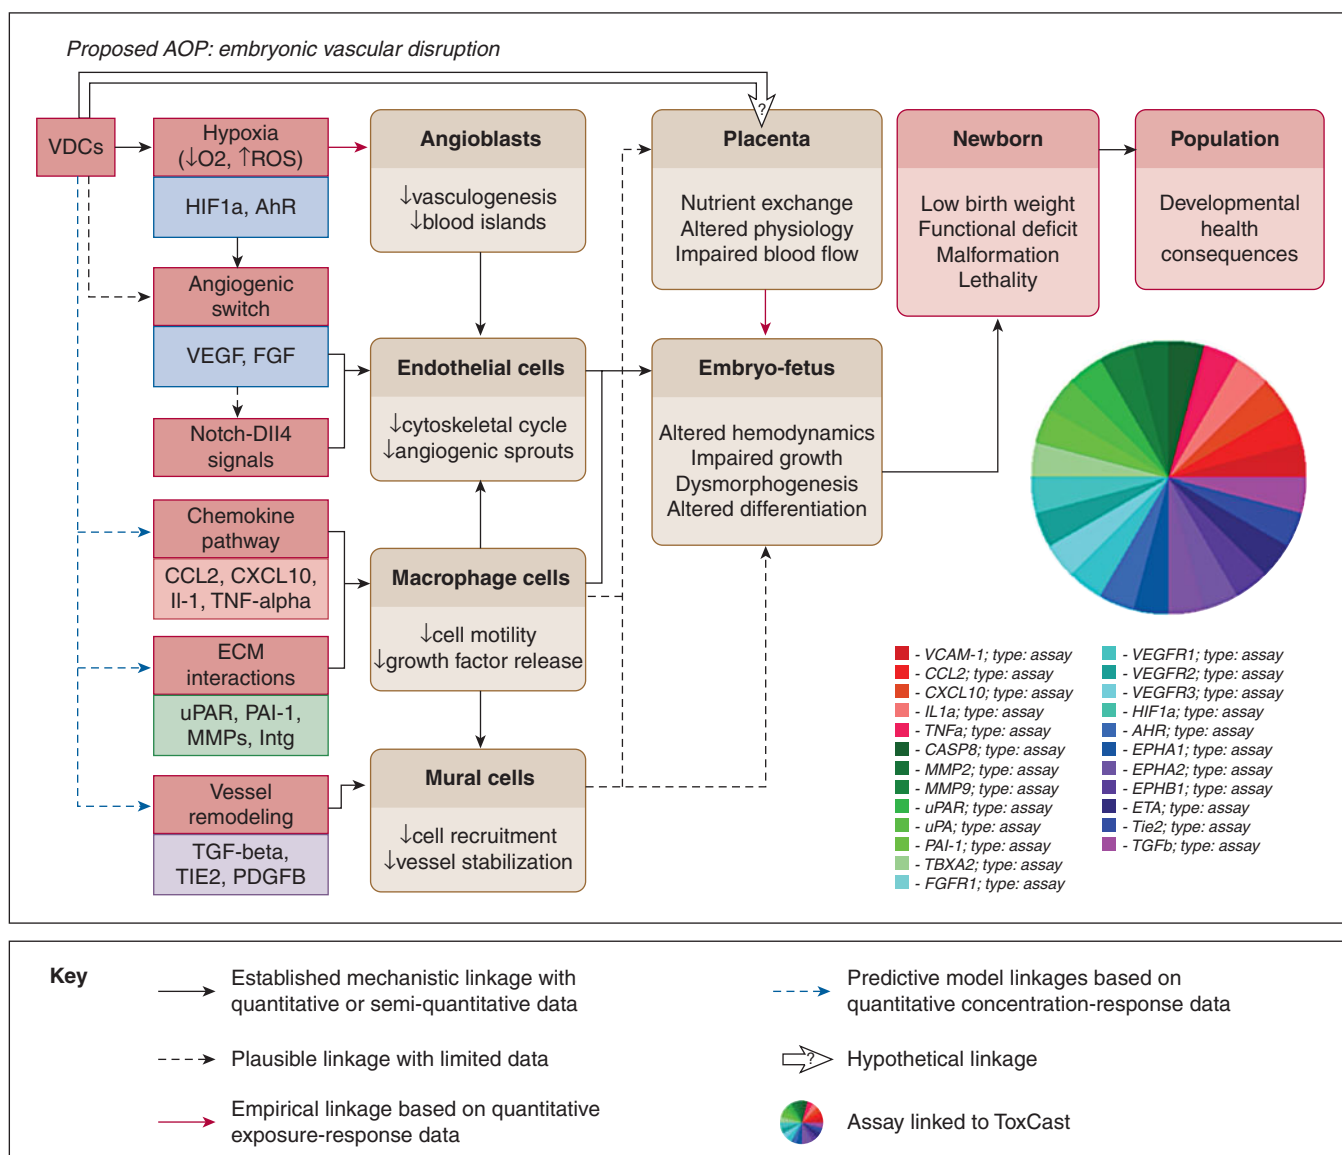 Proposed AOP: embryonic vascular disruption
?
VDCs
Hypoxia
(↓O2, ↑ROS)
HIF1a, AhR
Angiogenic
switch
VEGF, FGF
Notch-DII4
signals
Chemokine
pathway
CCL2, CXCL10,
Il-1, TNF-alpha
ECM
interactions
uPAR, PAI-1,
MMPs, Intg
Vessel
remodeling
TGF-beta,
TIE2, PDGFB
Angioblasts
↓vasculogenesis
↓blood islands
Endothelial cells
↓cytoskeletal cycle
↓angiogenic sprouts
Macrophage cells
↓cell motility
↓growth factor release
Mural cells
↓cell recruitment
↓vessel stabilization
Placenta
Nutrient exchange
Altered physiology
Impaired blood flow
Embryo-fetus
Altered hemodynamics
Impaired growth
Dysmorphogenesis
Altered differentiation
Newborn
Low birth weight
Functional deficit
Malformation
Lethality
Population
Developmental
health
consequences
- VCAM-1; type: assay
- CCL2; type: assay
- CXCL10; type: assay
- IL1a; type: assay
- TNFa; type: assay
- CASP8; type: assay
- MMP2; type: assay
- MMP9; type: assay
- uPAR; type: assay
- uPA; type: assay
- PAI-1; type: assay
- TBXA2; type: assay
- FGFR1; type: assay
- VEGFR1; type: assay
- VEGFR2; type: assay
- VEGFR3; type: assay
- HIF1a; type: assay
- AHR; type: assay
- EPHA1; type: assay
- EPHA2; type: assay
- EPHB1; type: assay
- ETA; type: assay
- Tie2; type: assay
- TGFb; type: assay
Key
Established mechanistic linkage with
quantitative or semi-quantitative data
Plausible linkage with limited data
Empirical linkage based on quantitative
exposure-response data
Predictive model linkages based on
quantitative concentration-response data
?
Hypothetical linkage
Assay linked to ToxCast